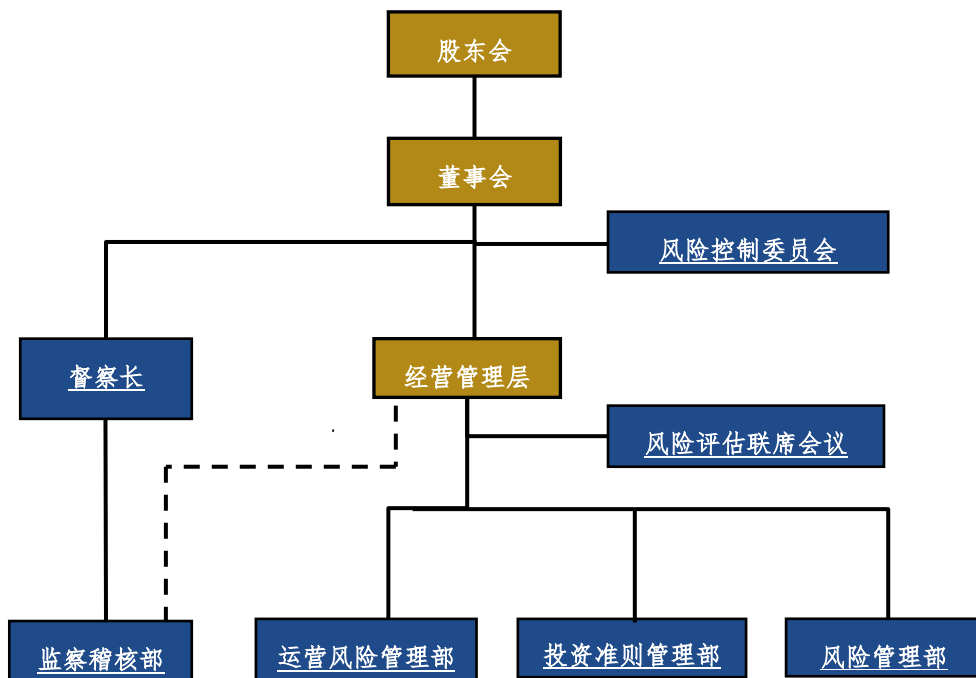 股东会
董事会
风险控制委员会
督察长
经营管理层
风险评估联席会议
监察稽核部
运营风险管理部
投资准则管理部
风险管理部